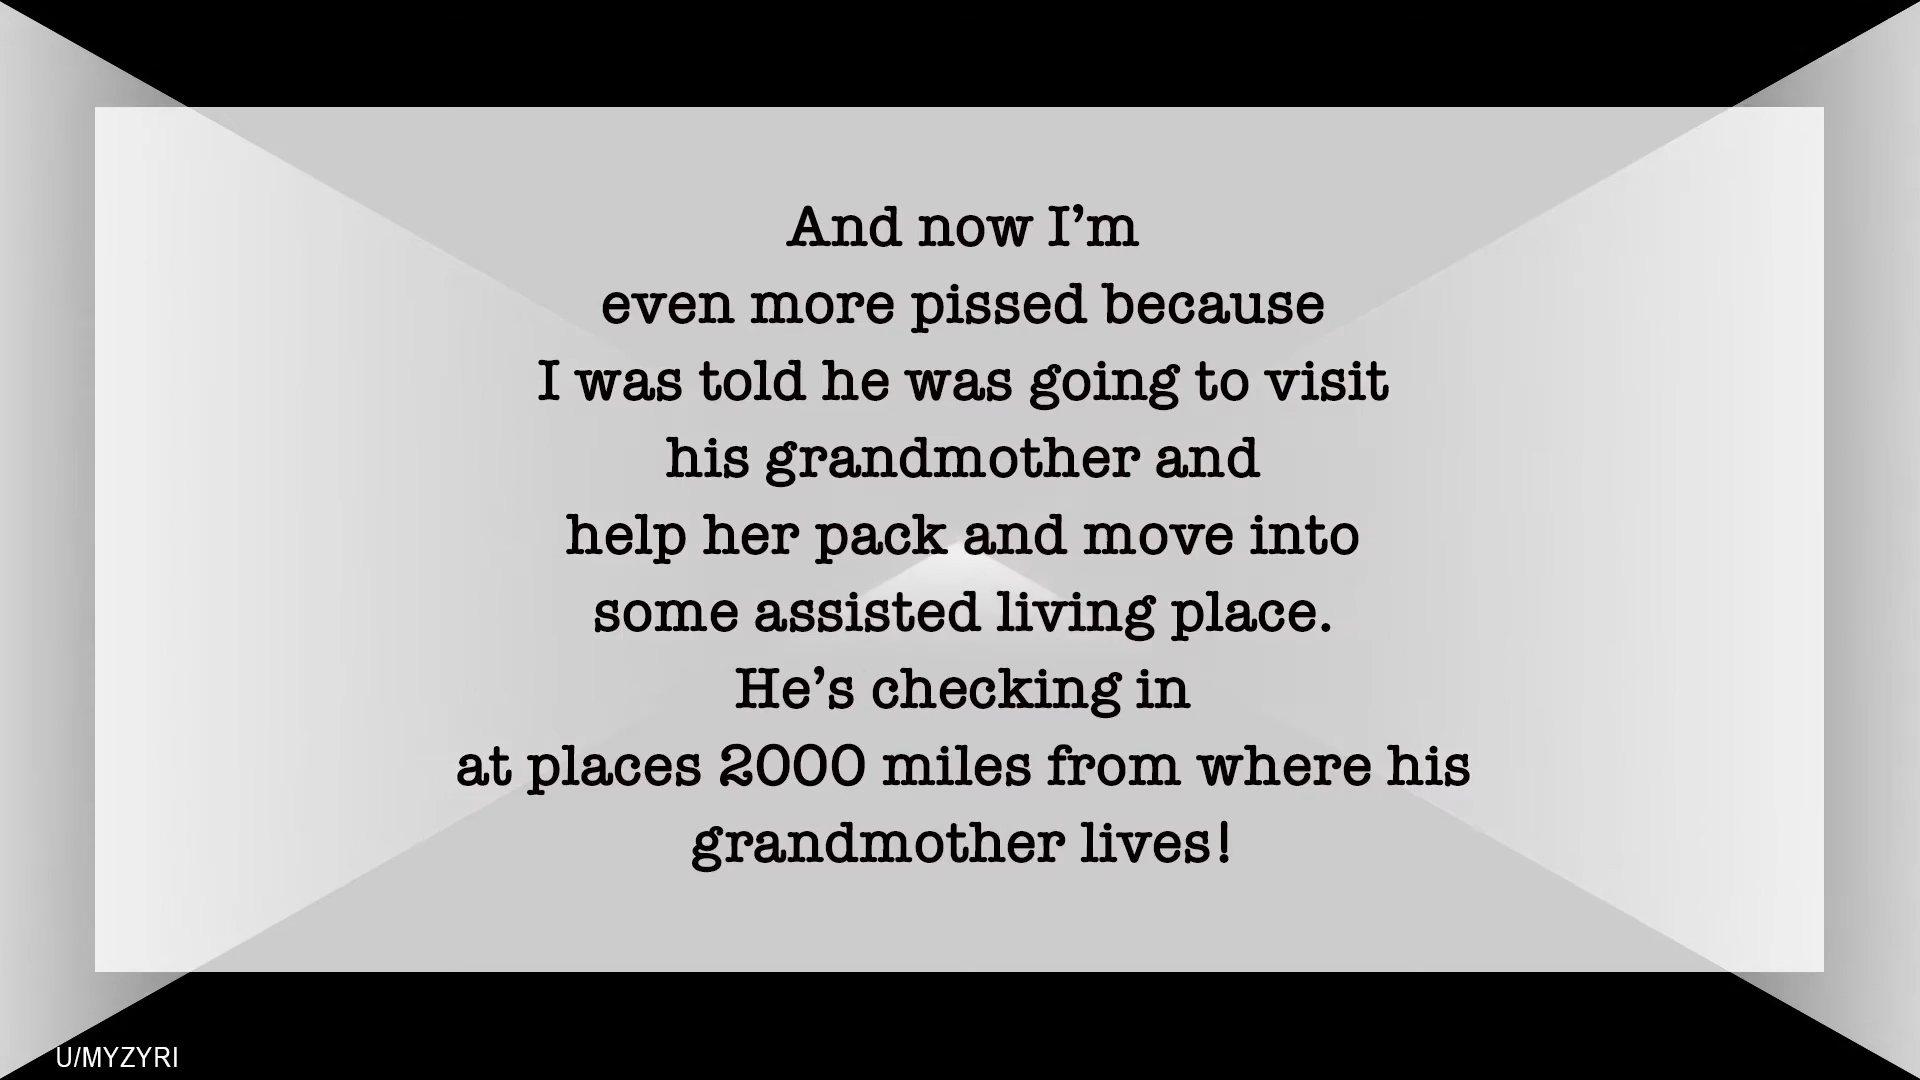 And now I’m
even more pissed because
I was told he was going to visit
his grandmother and
help her pack and move into
some assisted living place.
He’s checking in
at places 2000 miles from where his
grandmother lives!
U/MYZYRI